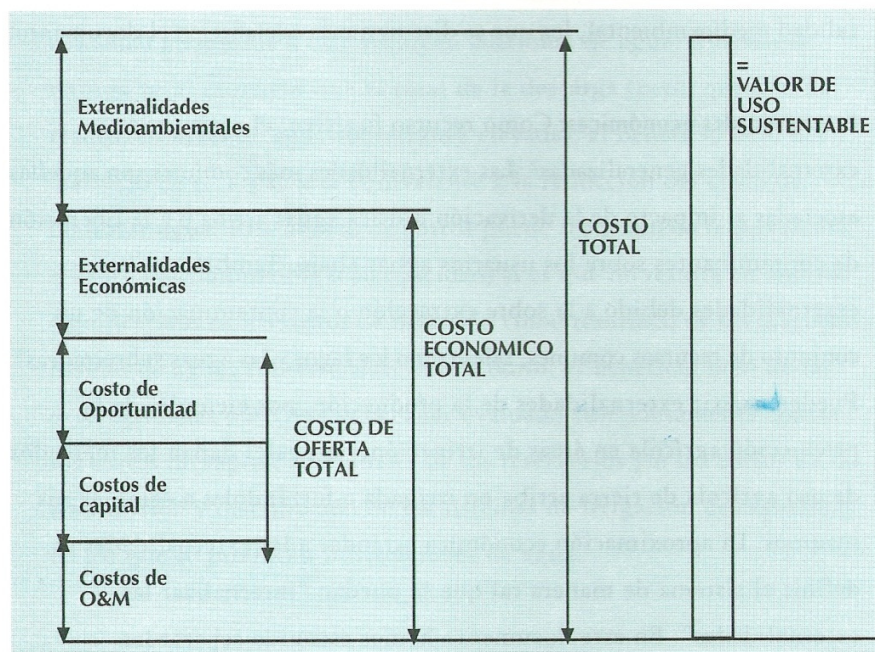 Externalidades
Medioambiemtales
Externalidades
Económicas
Costo de
Oportunidad
Costos de
capital
Costos de
O&M
COSTO DE
OFERTA
TOTAL
COSTO
ECONOMICO
TOTAL
COSTO
TOTAL
=
VALOR DE
USO
SUSTENTABLE